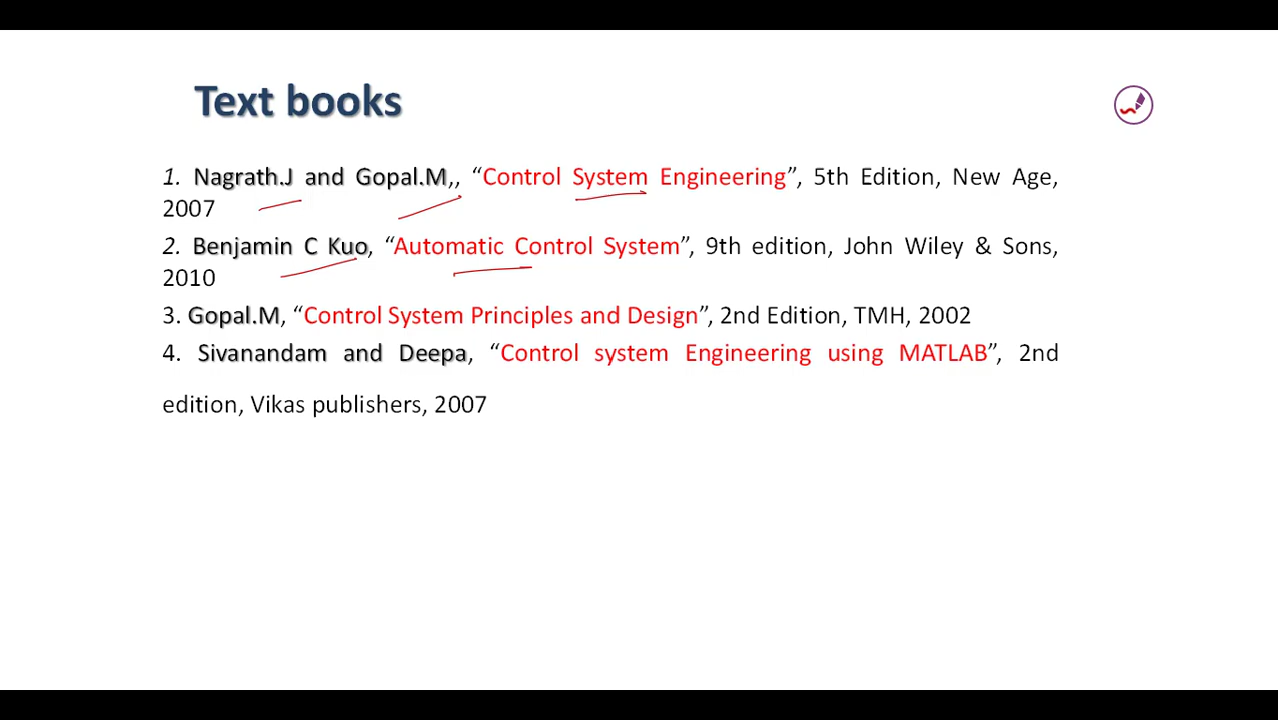 Text books
1. Nagrath.J and Gopal.M,, “Control System Engineering”, 5th Edition, New Age,
2007
2. Benjamin C Kuo, “Automatic Control System”, 9th edition, John Wiley & Sons,
2010
3. Gopal.M, “Control System Principles and Design”, 2nd Edition, TMH, 2002
4. Sivanandam and Deepa, “Control system Engineering using MATLAB”, 2nd
edition, Vikas publishers, 2007